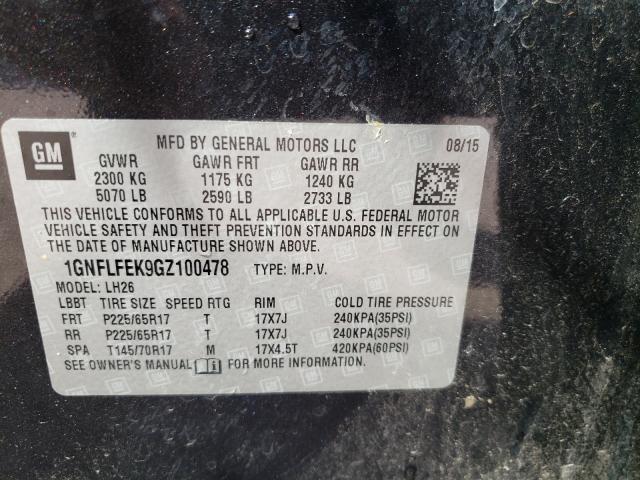 GM
MFD BY GENERAL MOTORS LLC 08/15
GVWR GAWR FRT GAWR RR
2300 KG 1175 KG 1240 KG
5070 LB 2590 LB 2733 LB
THIS VEHICLE CONFORMS TO ALL APPLICABLE U.S. FEDERAL MOTOR
VEHICLE SAFETY AND THEFT PREVENTION STANDARDS IN EFFECT ON
THE DATE OF MANUFACTURE SHOWN ABOVE.
1GNFLFEK9GZ100478 TYPE: M.P.V.
MODEL: LH26
LBBT TIRE SIZE SPEED RTG RIM COLD TIRE PRESSURE
FRT P225/65R17 T 17X7J 240KPA(35PSI)
RR P225/65R17 T 17X7J 240KPA(35PSI)
SPA T145/70R17 M 17X4.5T 420KPA(60PSI)
SEE OWNER'S MANUAL FOR MORE INFORMATION.